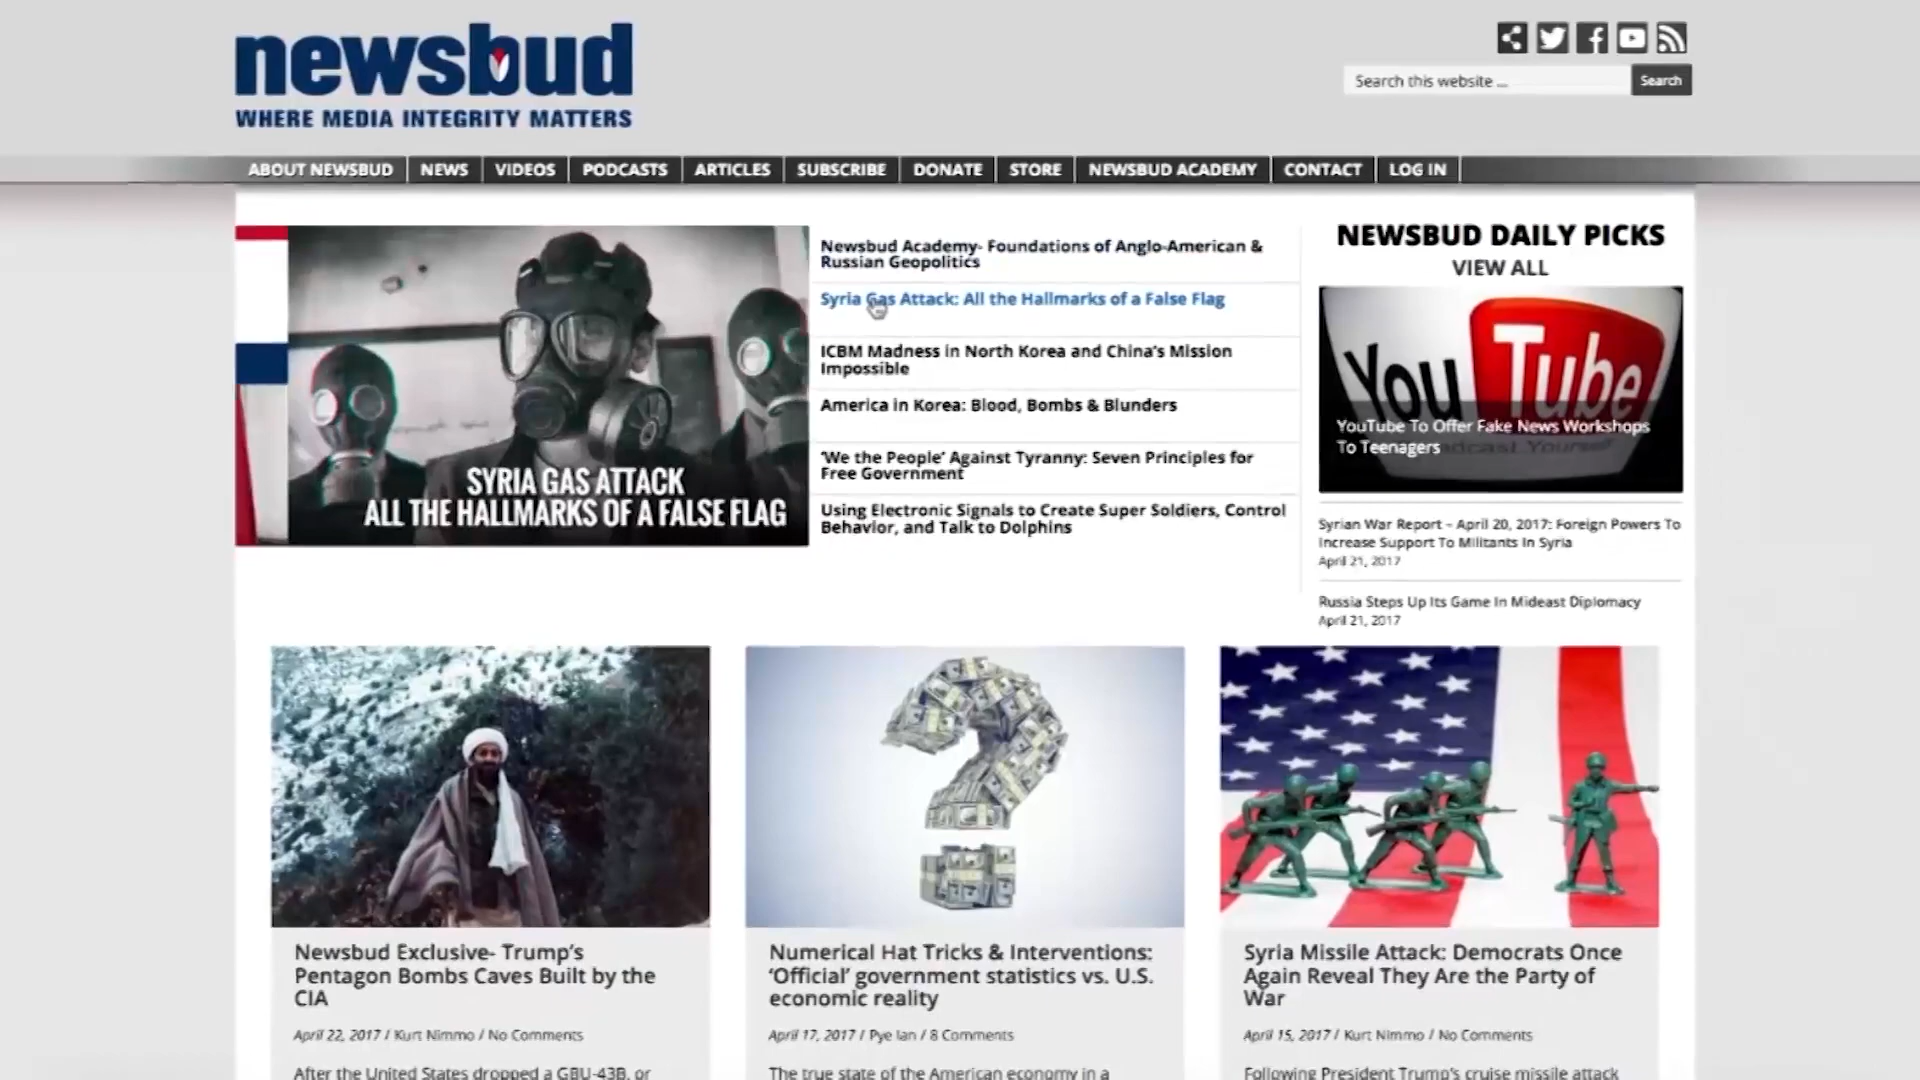 newsbud
WHERE MEDIA INTEGRITY MATTERS
Search this website ...
Search
ABOUT NEWSBUD
NEWS
VIDEOS
PODCASTS
ARTICLES
SUBSCRIBE
DONATE
STORE
NEWSBUD ACADEMY
CONTACT
LOG IN
SYRIA GAS ATTACK
ALL THE HALLMARKS OF A FALSE FLAG
Newsbud Academy- Foundations of Anglo-American &
Russian Geopolitics
Syria Gas Attack: All the Hallmarks of a False Flag
ICBM Madness in North Korea and China's Mission
Impossible
America in Korea: Blood, Bombs & Blunders
'We the People' Against Tyranny: Seven Principles for
Free Government
Using Electronic Signals to Create Super Soldiers, Control
Behavior, and Talk to Dolphins
NEWSBUD DAILY PICKS
VIEW ALL
You Tube
YouTube To Offer Fake News Workshops
To Teenagers
Syrian War Report – April 20, 2017: Foreign Powers To
Increase Support To Militants In Syria
April 21, 2017
Russia Steps Up Its Game In Mideast Diplomacy
April 21, 2017
Newsbud Exclusive- Trump's
Pentagon Bombs Caves Built by the
CIA
April 22, 2017 / Kurt Nimmo / No Comments
After the United States dropped a GBU-43B, or
Numerical Hat Tricks & Interventions:
'Official' government statistics vs. U.S.
economic reality
April 17, 2017 / Pye Ian / 8 Comments
The true state of the American economy in a
Syria Missile Attack: Democrats Once
Again Reveal They Are the Party of
War
April 15, 2017 / Kurt Nimmo / No Comments
Following President Trump's cruise missile attack